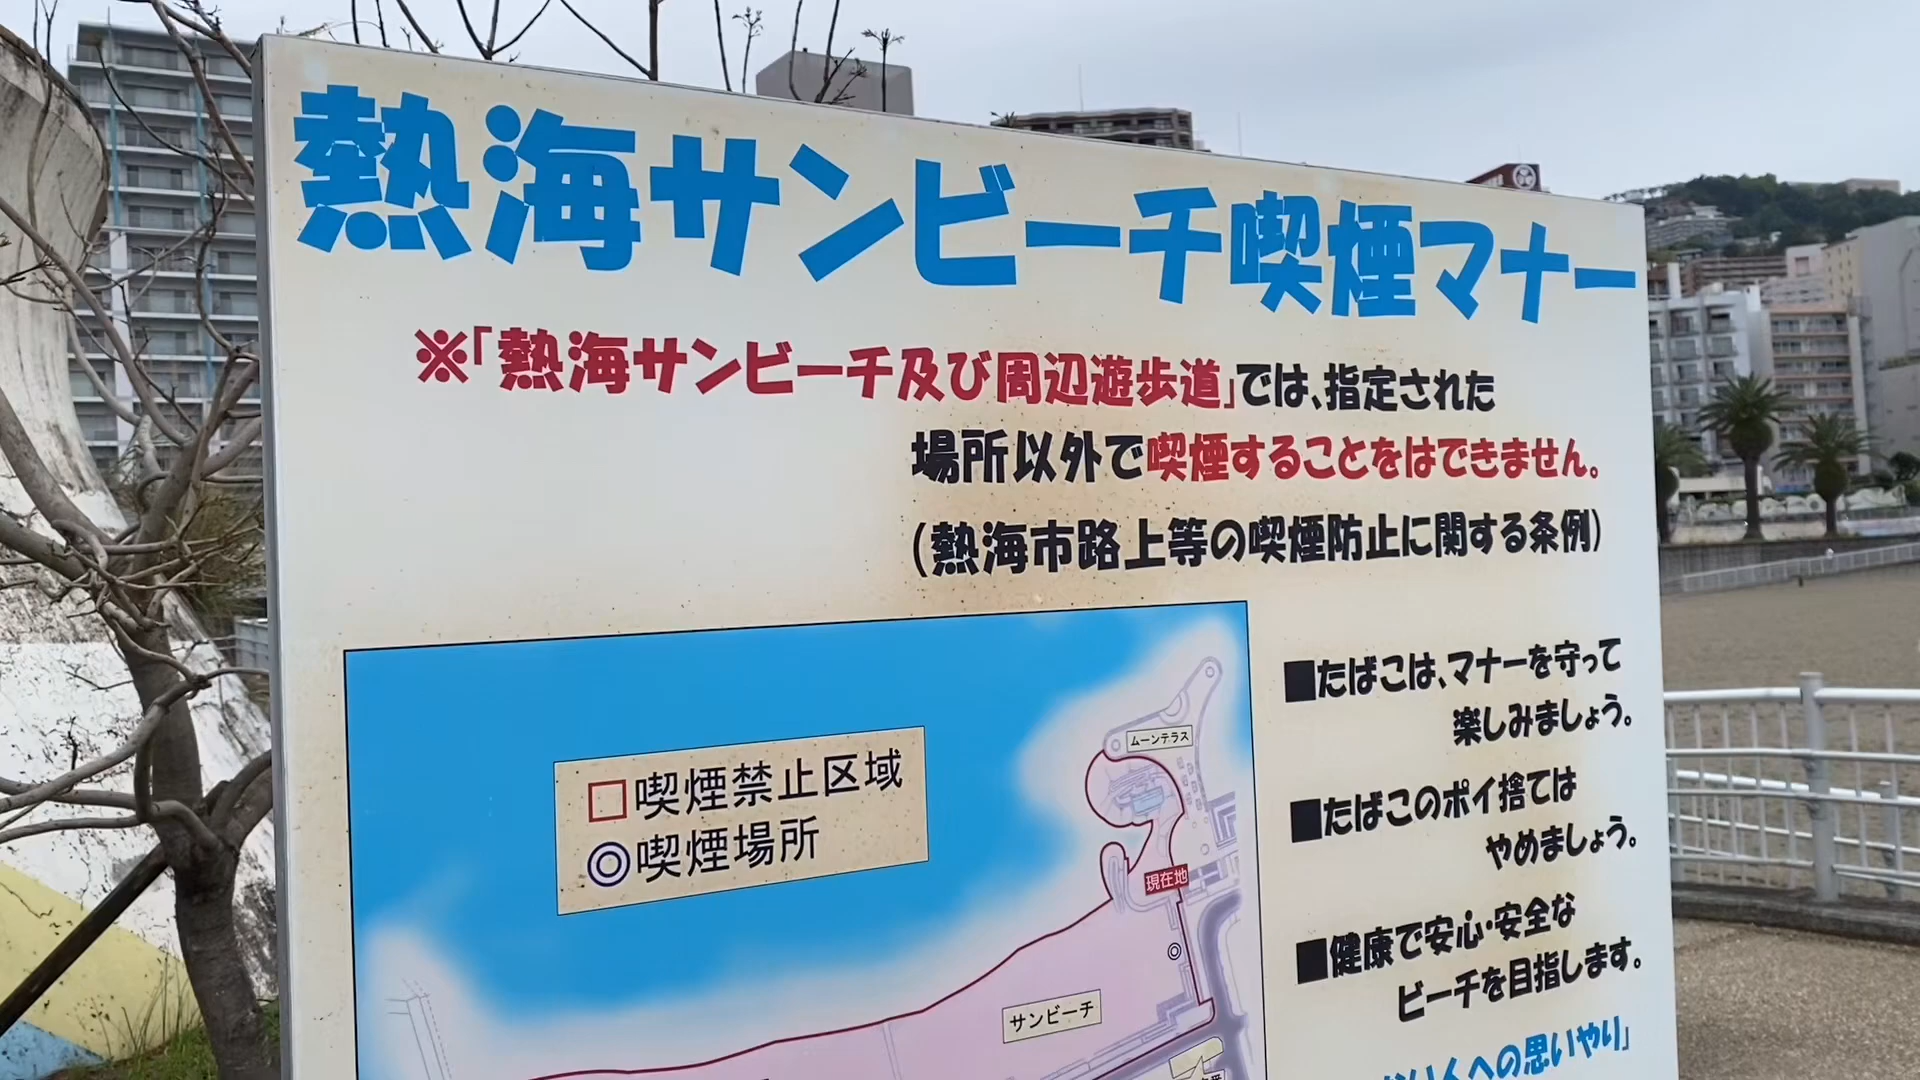 熱海サンビーチ喫煙マナー
※「熱海サンビーチ及び周辺遊歩道」では、指定された
場所以外で喫煙することをはできません。
(熱海市路上等の喫煙防止に関する条例)
■たばこは、マナーを守って
楽しみましょう。
■たばこのポイ捨ては
やめましょう。
■健康で安心・安全な
ビーチを目指します。
への思いやり」
□喫煙禁止区域
◎喫煙場所
ムーンテラス
現在地
サンビーチ